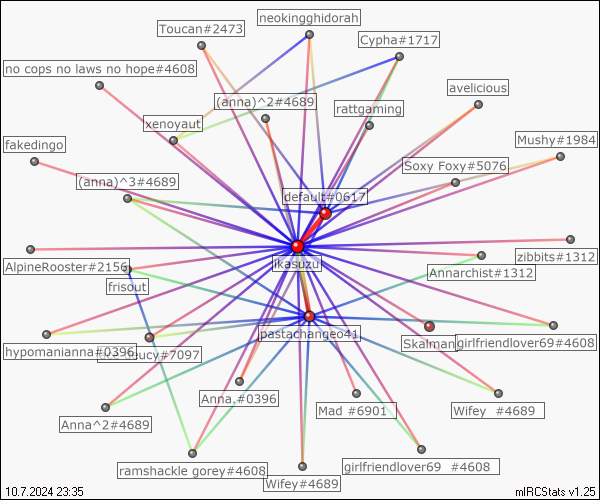 neokingghidorah
Toucan#2473
Cypha#1717
no cops no laws no hope#4608
avelicious
(anna)^2#4689
rattgaming
xenoyaut
Mushy#1984
fakedingo
Soxy Foxy#5076
(anna)^3#4689
default#0617
ikasuzu
zibbits#1312
AlpineRooster#2156
Annarchist#1312
frisout
pastachangeo41
Skaman
girlfriendlover69#4608
hypomanianna#0396
ucy#7097
Anna.#0396
Mad #6901
Wifey #4689
Anna^2#4689
ramshackle gorey#4608
girlfriendlover69 #4608
Wifey#4689
10.7.2024 23:35
mIRCStats v1.25